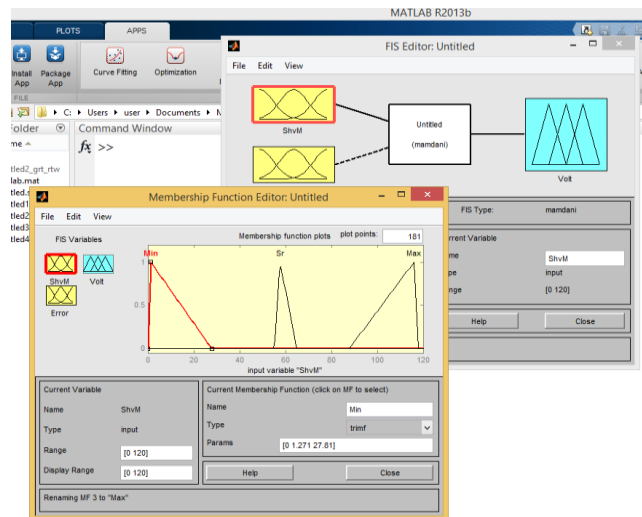 MATLAB R2013b
PLOTS
APPS
Install App
Package App
Curve Fitting
Optimization
FILE
C: Users user Documents
Command Window
fx >>
tled2_grt_rtw
lab.mat
tled1
tled2
tled3
tled4
FIS Editor: Untitled
File Edit View
ShvM
Untitled
(mamdani)
Volt
FIS Type: mamdani
rrent Variable
ShvM
input
[0 120]
Help
Close
Membership Function Editor: Untitled
File Edit View
FIS Variables
Membership function plots
plot points: 181
ShvM
Volt
Error
Min
Sr
Max
1
0.5
0
0 20 40 60 80 100 120
input variable "ShvM"
Current Variable
Name ShvM
Type input
Range [0 120]
Display Range [0 120]
Current Membership Function (click on MF to select)
Name Min
Type trimf
Params [0 1.271 27.81]
Help
Close
Renaming MF 3 to "Max"